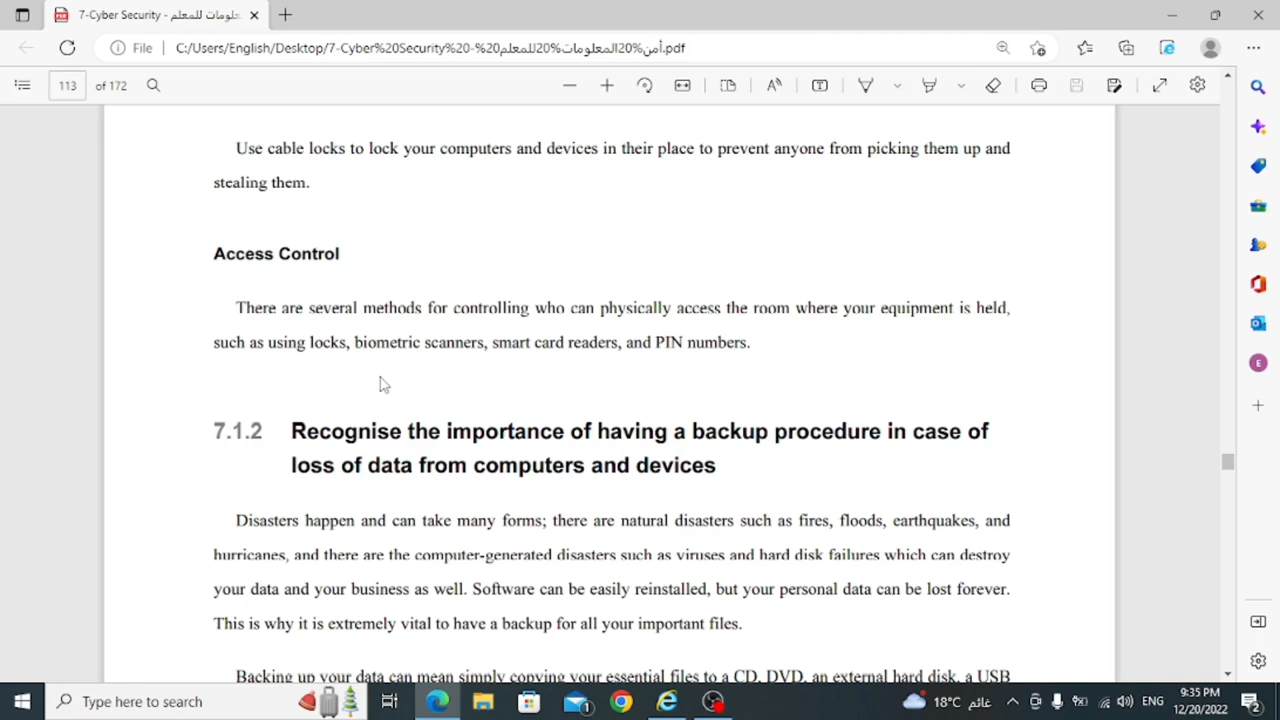 7-Cyber Security - أمن المعلومات للمعلم
File
C:/Users/English/Desktop/7-Cyber%20Security%20-%20أمن%20المعلومات%20للمعلم.pdf
113 of 172
Use cable locks to lock your computers and devices in their place to prevent anyone from picking them up and
stealing them.
Access Control
There are several methods for controlling who can physically access the room where your equipment is held,
such as using locks, biometric scanners, smart card readers, and PIN numbers.
7.1.2 Recognise the importance of having a backup procedure in case of
loss of data from computers and devices
Disasters happen and can take many forms; there are natural disasters such as fires, floods, earthquakes, and
hurricanes, and there are the computer-generated disasters such as viruses and hard disk failures which can destroy
your data and your business as well. Software can be easily reinstalled, but your personal data can be lost forever.
This is why it is extremely vital to have a backup for all your important files.
Backing up your data can mean simply copying your essential files to a CD, DVD, an external hard disk, a USB
Type here to search
18°C غائم
ENG
9:35 PM
12/20/2022